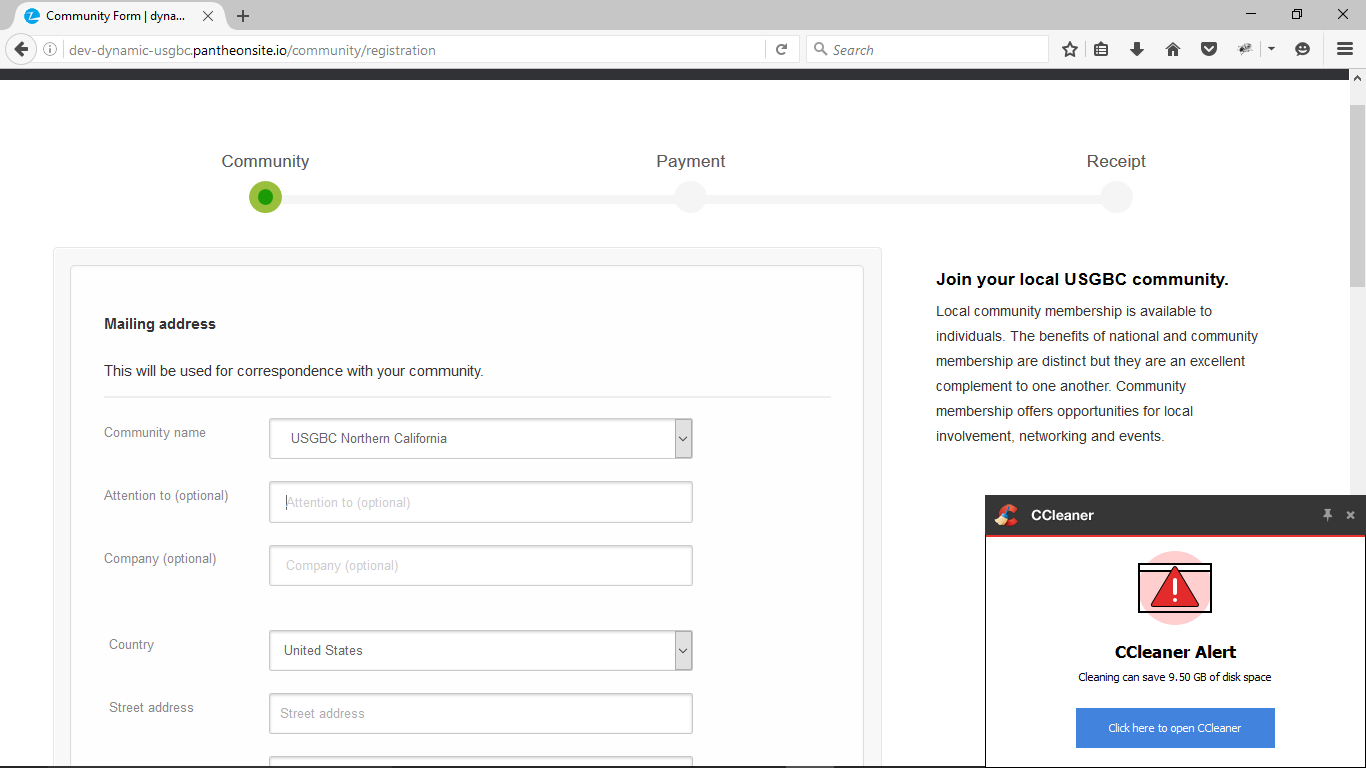 Community Form | dyna...
dev-dynamic-usgbc.pantheonsite.io/community/registration
Search
Community
Payment
Receipt
Mailing address
This will be used for correspondence with your community.
Community name
USGBC Northern California
Attention to (optional)
Attention to (optional)
Company (optional)
Company (optional)
Country
United States
Street address
Street address
Join your local USGBC community.
Local community membership is available to
individuals. The benefits of national and community
membership are distinct but they are an excellent
complement to one another. Community
membership offers opportunities for local
involvement, networking and events.
CCleaner
CCleaner Alert
Cleaning can save 9.50 GB of disk space
Click here to open CCleaner